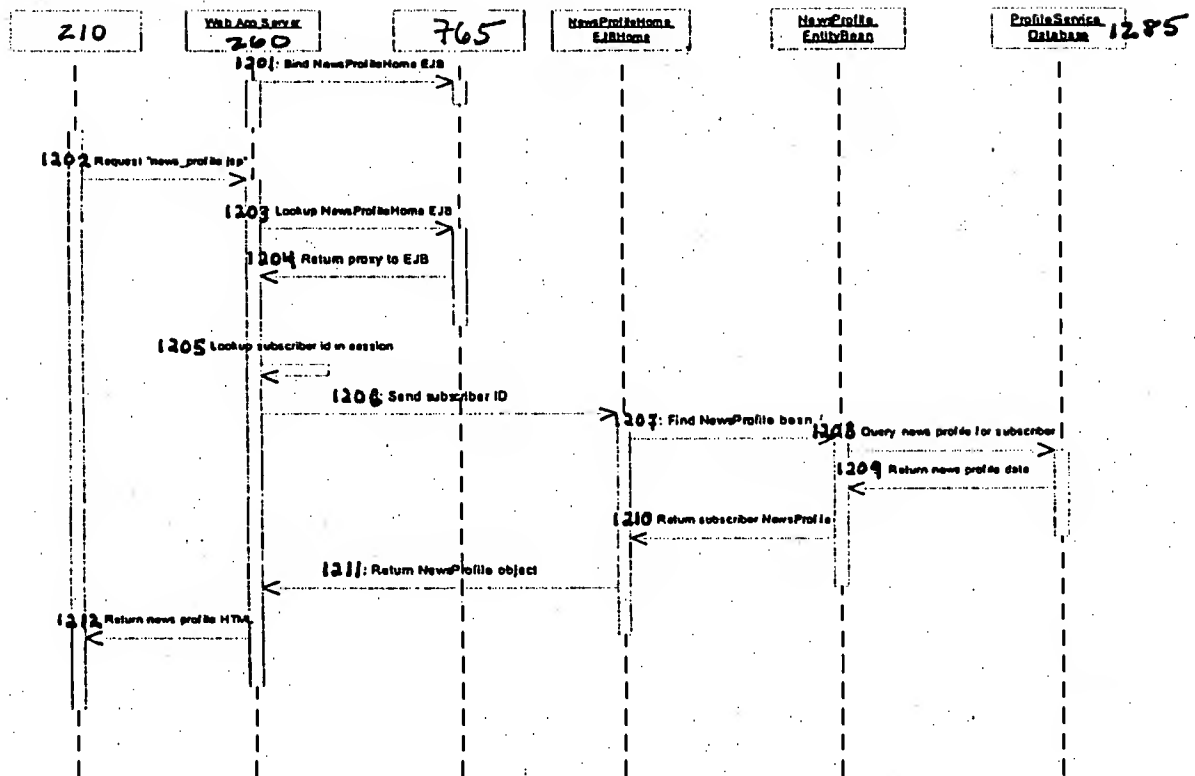 210
Web App Server
260
765
NewsProfileHome
EJBHome
NewsProfile
EntityBean
ProfileService
Database
1285
1201: Bind NewsProfileHome EJB
1202 Request "news_profile.jsp"
1203 Lookup NewsProfileHome EJB
1204 Return proxy to EJB
1205 Lookup subscriber id in session
1206: Send subscriber ID
1207: Find NewsProfile bean
1208 Query news profile for subscriber
1209 Return news profile data
1210 Return subscriber NewsProfile
1211: Return NewsProfile object
1212 Return news profile HTML